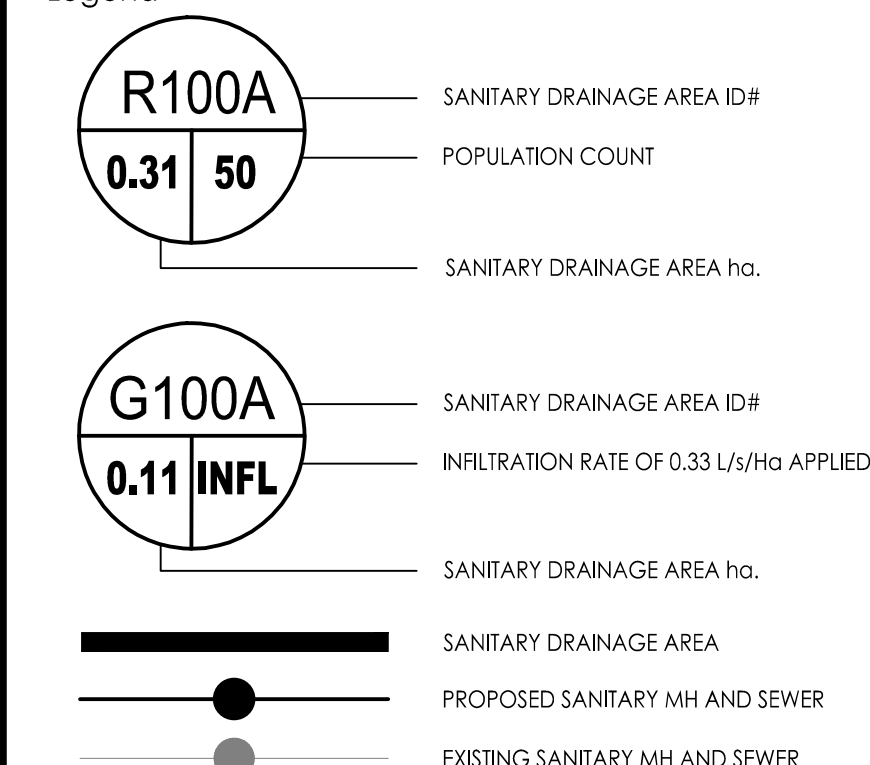 Legend
R100A
SANITARY DRAINAGE AREA ID#
POPULATION COUNT
0.31 50
SANITARY DRAINAGE AREA ha.
G100A
SANITARY DRAINAGE AREA ID#
INFILTRATION RATE OF 0.33 L/s/Ha APPLIED
0.11 INFL
SANITARY DRAINAGE AREA ha.
SANITARY DRAINAGE AREA
PROPOSED SANITARY MH AND SEWER
EXISTING SANITARY MH AND SEWER